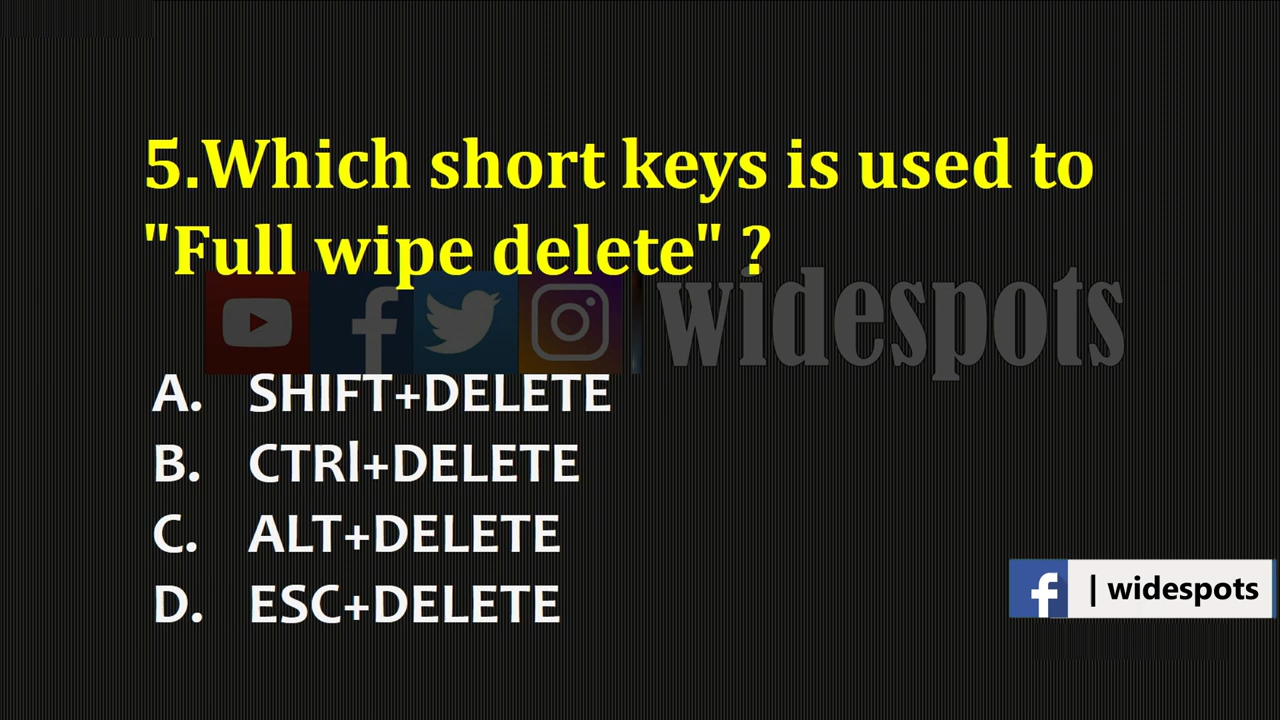 5.Which short keys is used to
"Full wipe delete" ?
widespots
A. SHIFT+DELETE
B. CTRl+DELETE
C. ALT+DELETE
D. ESC+DELETE
| widespots